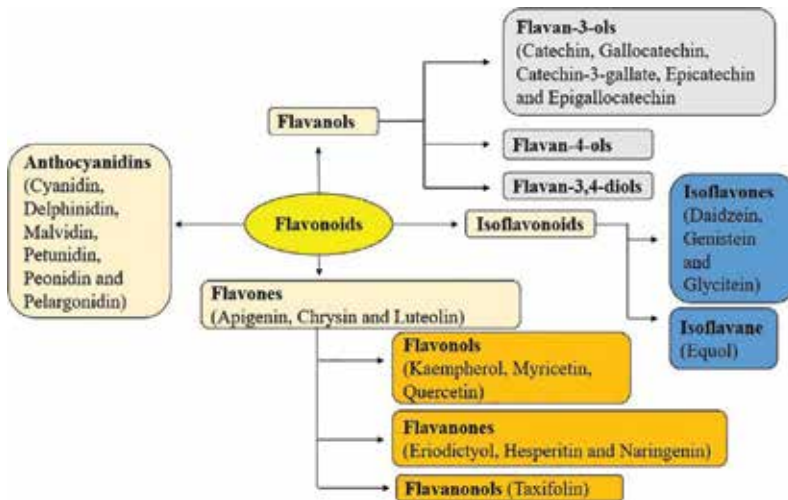 Flavan-3-ols
(Catechin, Gallocatechin,
Catechin-3-gallate, Epicatechin
and Epigallocatechin
Flavanols
Flavan-4-ols
Flavan-3,4-diols
Anthocyanidins
(Cyanidin,
Delphinidin,
Malvidin,
Petunidin,
Peonidin and
Pelargonidin)
Flavonoids
Isoflavonoids
Isoflavones
(Daidzein,
Genistein
and
Glycitein)
Isoflavane
(Equol)
Flavones
(Apigenin, Chrysin and Luteolin)
Flavonols
(Kaempherol, Myricetin,
Quercetin)
Flavanones
(Eriodictyol, Hesperitin and Naringenin)
Flavanonols (Taxifolin)